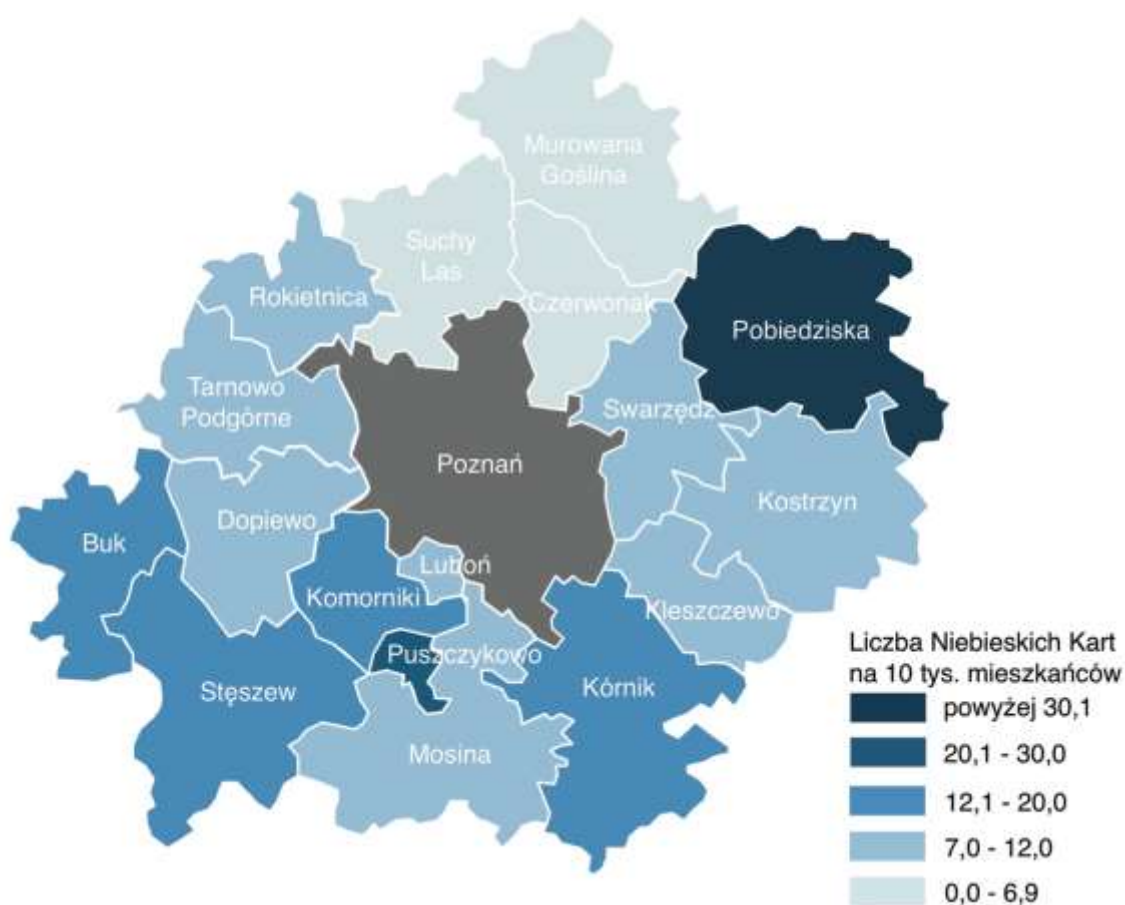 Murowana
Goślina
Suchy
Las
Rokietnica
Czerwonak
Pobiedziska
Tarnowo
Podgórne
Swarzędz
Poznań
Kostrzyn
Buk
Dopiewo
Luboń
Komorniki
Kleszczewo
Puszczykowo
Stęszew
Kórnik
Mosina
Liczba Niebieskich Kart
na 10 tys. mieszkańców
powyżej 30,1
20,1 - 30,0
12,1 - 20,0
7,0 - 12,0
0,0 - 6,9